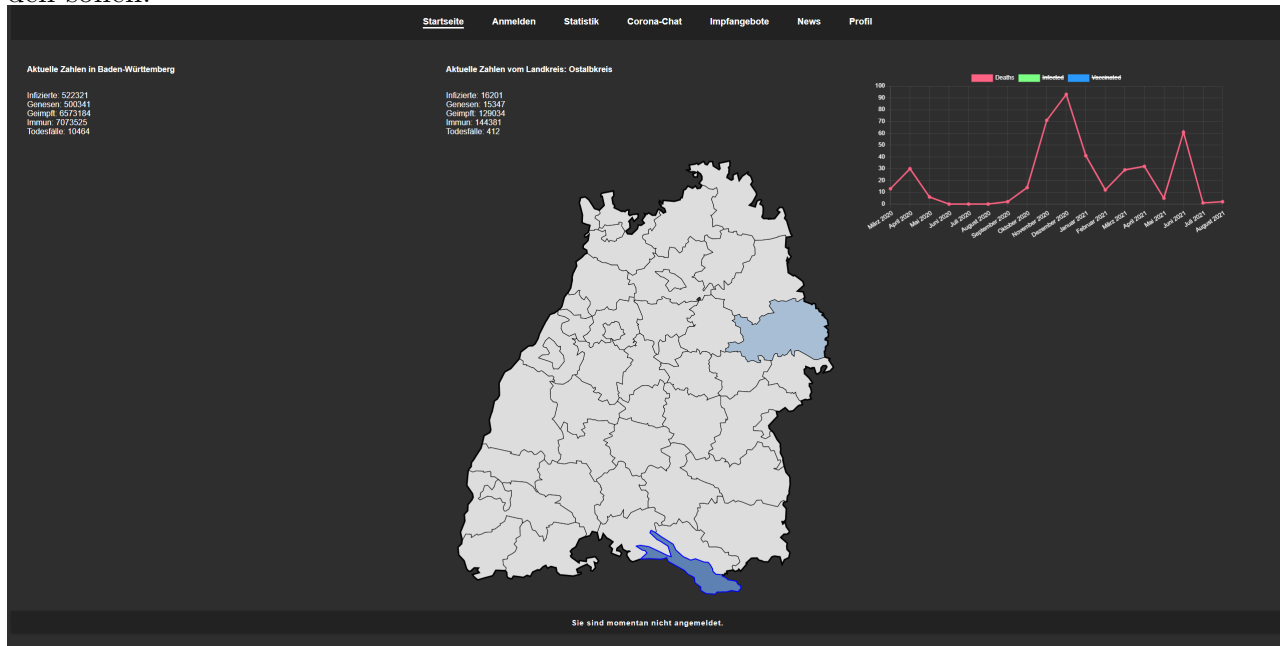 den sollen.
Startseite Anmelden Statistik Corona-Chat Impfangebote News Profil
Aktuelle Zahlen in Baden-Württemberg
Infizierte: 522321
Genesen: 500341
Geimpft: 6573184
Immun: 7073525
Todesfälle: 10464
Aktuelle Zahlen vom Landkreis: Ostalbkreis
Infizierte: 16201
Genesen: 15347
Geimpft: 129034
Immun: 144381
Todesfälle: 412
Deaths Infected Vaccinated
100
90
80
70
60
50
40
30
20
10
0
März 2020 April 2020 Mai 2020 Juni 2020 Juli 2020 August 2020 September 2020 Oktober 2020 November 2020 Dezember 2020 Januar 2021 Februar 2021 März 2021 April 2021 Mai 2021 Juni 2021 Juli 2021 August 2021
Sie sind momentan nicht angemeldet.